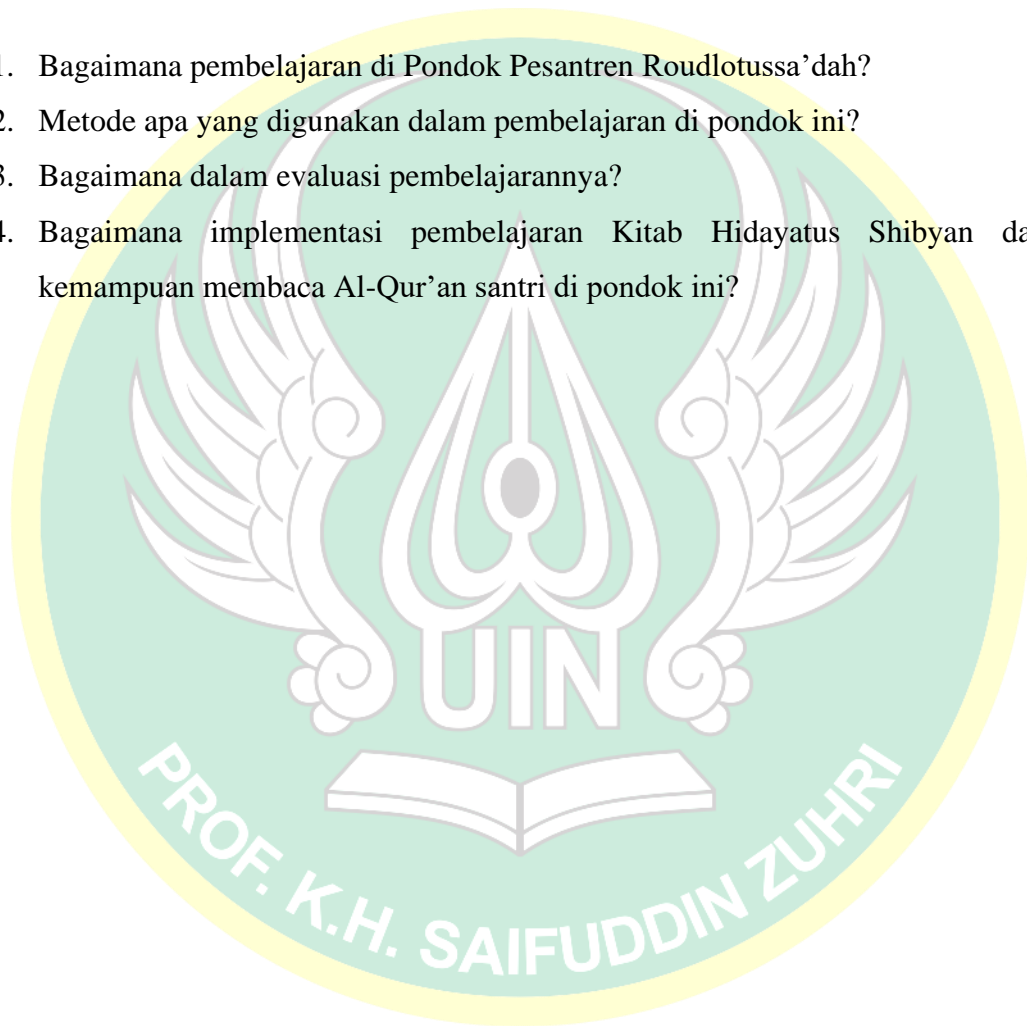 1. Bagaimana pembelajaran di Pondok Pesantren Roudlotussa’dah?
2. Metode apa yang digunakan dalam pembelajaran di pondok ini?
3. Bagaimana dalam evaluasi pembelajarannya?
4. Bagaimana implementasi pembelajaran Kitab Hidayatus Shibyan
kemampuan membaca Al-Qur’an santri di pondok ini?
UIN
PROF. K.H. SAIFUDDIN ZUHRI